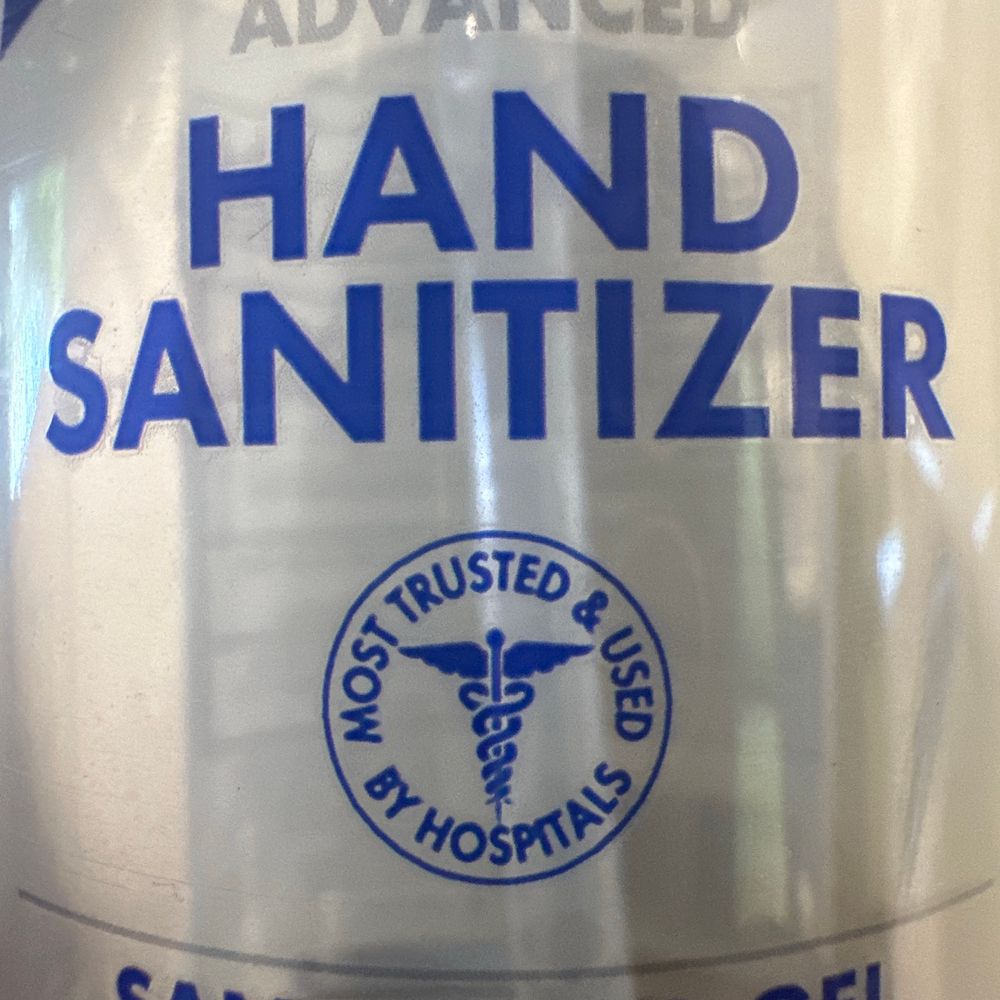 ADVANCED
HAND
SANITIZER
MOST TRUSTED & USED
BY HOSPITALS